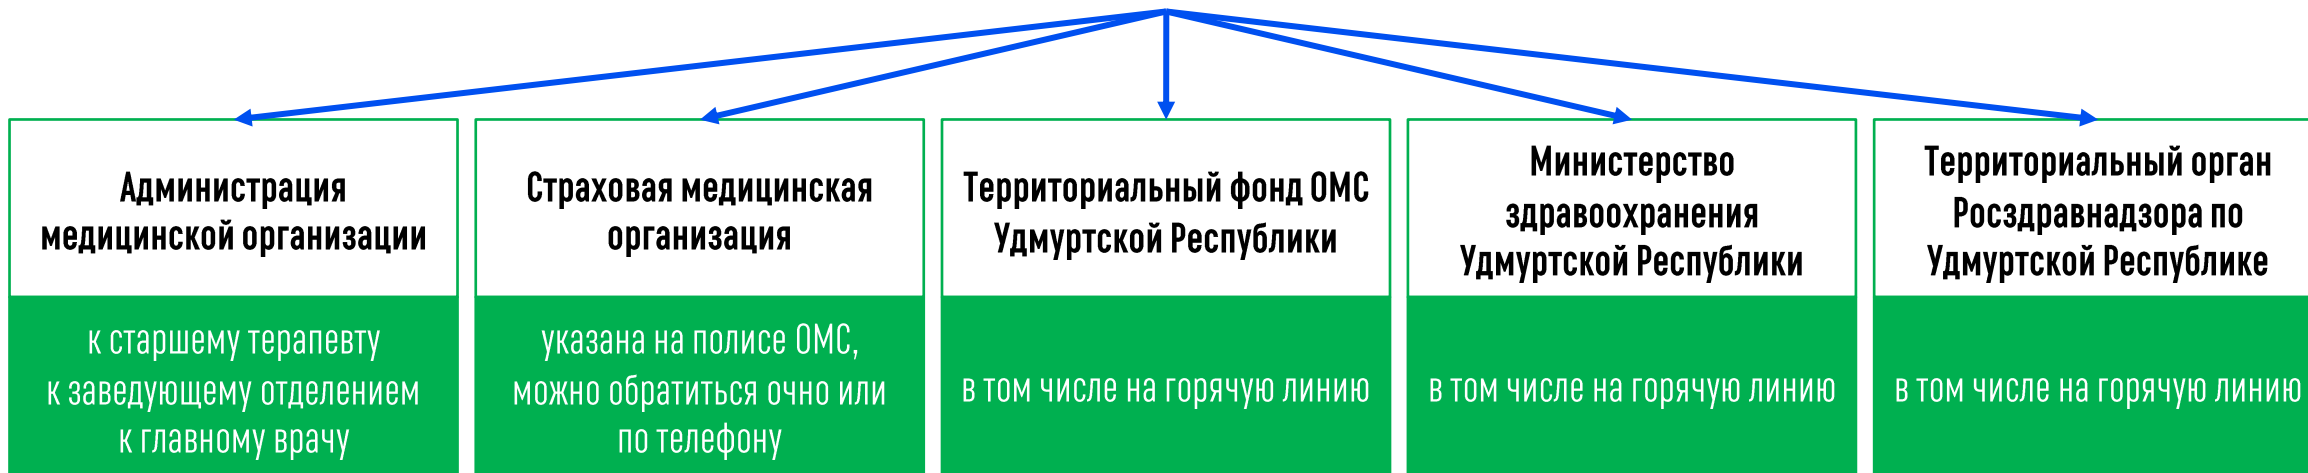 Администрация
медицинской организации
к старшему терапевту
к заведующему отделением
к главному врачу
Страховая медицинская
организация
указана на полисе ОМС,
можно обратиться очно или
по телефону
Территориальный фонд ОМС
Удмуртской Республики
в том числе на горячую линию
Министерство
здравоохранения
Удмуртской Республики
в том числе на горячую линию
Территориальный орган
Росздравнадзора по
Удмуртской Республике
в том числе на горячую линию